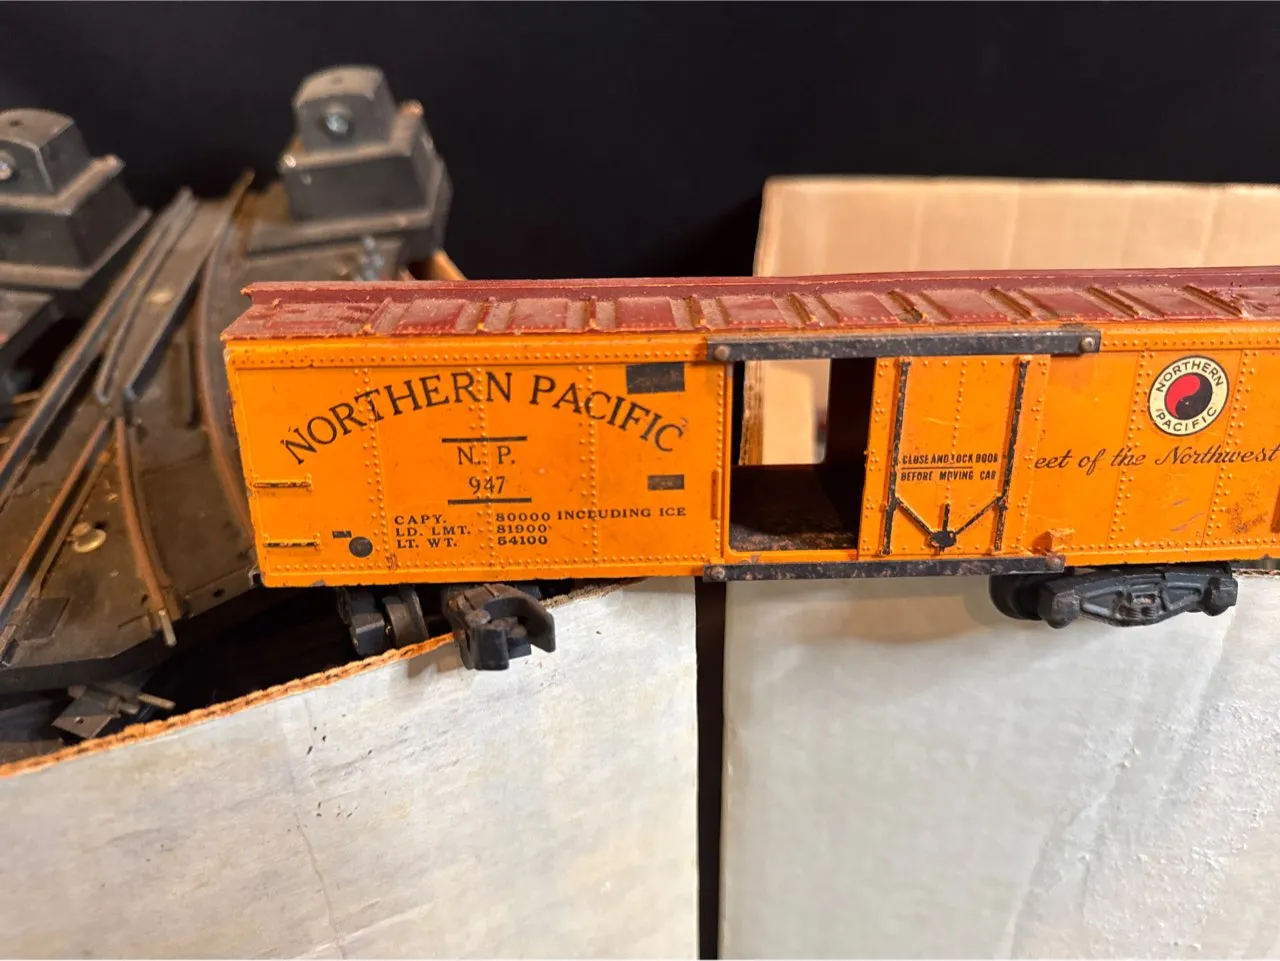 NORTHERN PACIFIC
N. P.
947
CAPY. 80000 INCLUDING ICE
LD. LMT. 81900
LT. WT. 54100
CLOSE AND LOCK DOOR
BEFORE MOVING CAR
NORTHERN
PACIFIC
eet of the Northwest